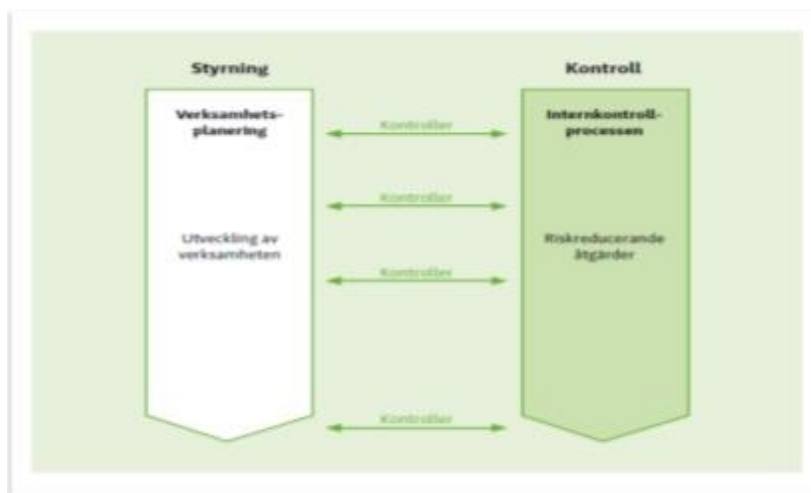 Styrning
Kontroll
Verksamhets-
planering
Kontroller
Internkontroll-
processen
Kontroller
Utveckling av
verksamheten
Riskreducerande
åtgärder
Kontroller
Kontroller